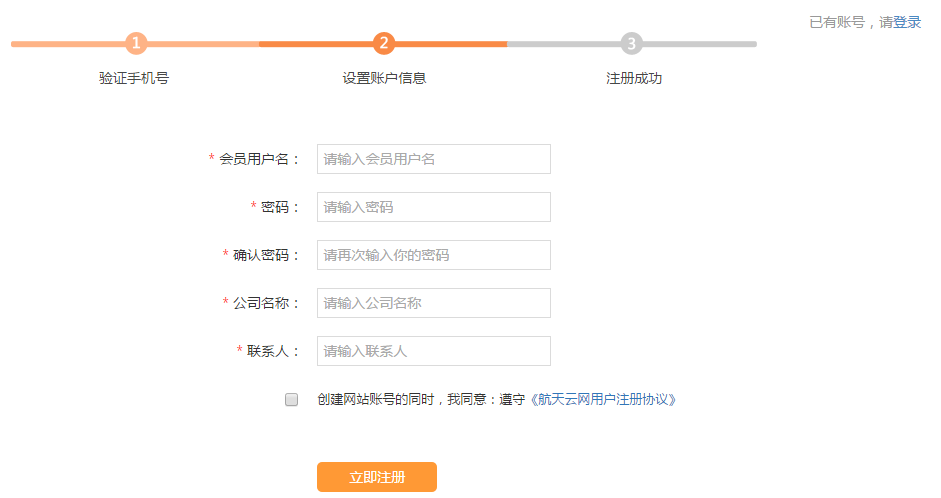 已有账号，请登录
1 2 3
验证手机号 设置账户信息 注册成功
* 会员用户名： 请输入会员用户名
* 密码： 请输入密码
* 确认密码： 请再次输入你的密码
* 公司名称： 请输入公司名称
* 联系人： 请输入联系人
创建网站账号的同时，我同意：遵守《航天云网用户注册协议》
立即注册